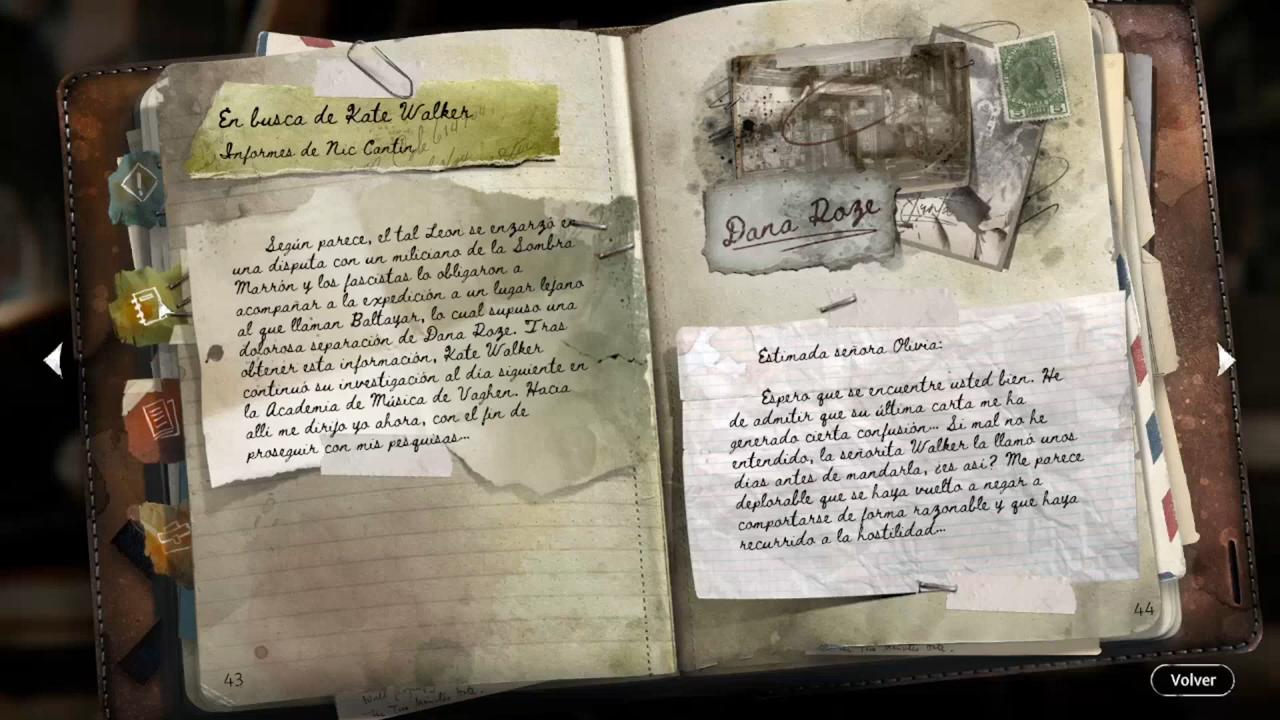 En busca de Kate Walker
Informes de Nic Cantin
Según parece, el tal Leon se enzarzó en
una disputa con un miliciano de la Sombra
Marrón y los fascistas lo obligaron a
acompañar a la expedición a un lugar lejano
al que llaman Baltayar, lo cual supuso una
dolorosa separación de Dana Roze. Tras
obtener esta información, Kate Walker
continuó su investigación al día siguiente en
la Academia de Música de Vaghen. Hacia
allí me dirijo yo ahora, con el fin de
proseguir con mis pesquisas...
43
Dana Roze
Estimada señora Olivia:
Espero que se encuentre usted bien. He
de admitir que su última carta me ha
generado cierta confusión... Si mal no he
entendido, la señorita Walker la llamó unos
días antes de mandarla, ¿es así? Me parece
deplorable que se haya vuelto a negar a
comportarse de forma razonable y que haya
recurrido a la hostilidad...
44
Volver